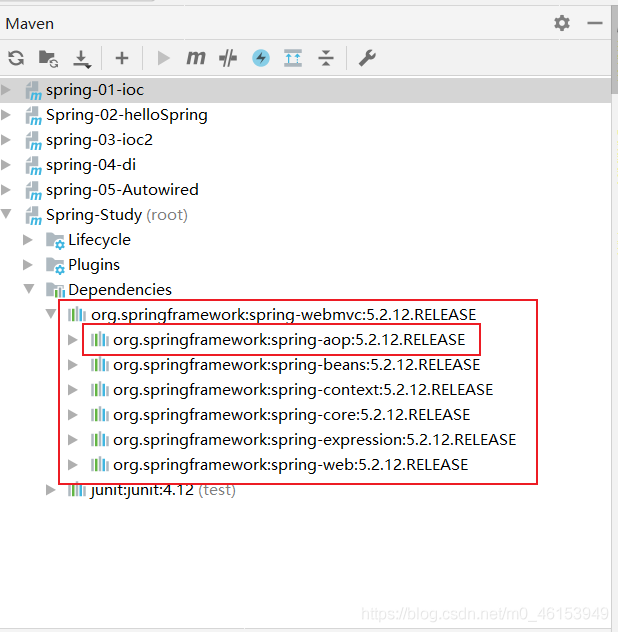 Maven
spring-01-ioc
Spring-02-helloSpring
spring-03-ioc2
spring-04-di
spring-05-Autowired
Spring-Study (root)
Lifecycle
Plugins
Dependencies
org.springframework:spring-webmvc:5.2.12.RELEASE
org.springframework:spring-aop:5.2.12.RELEASE
org.springframework:spring-beans:5.2.12.RELEASE
org.springframework:spring-context:5.2.12.RELEASE
org.springframework:spring-core:5.2.12.RELEASE
org.springframework:spring-expression:5.2.12.RELEASE
org.springframework:spring-web:5.2.12.RELEASE
junit:junit:4.12 (test)
https://blog.csdn.net/m0_46153949